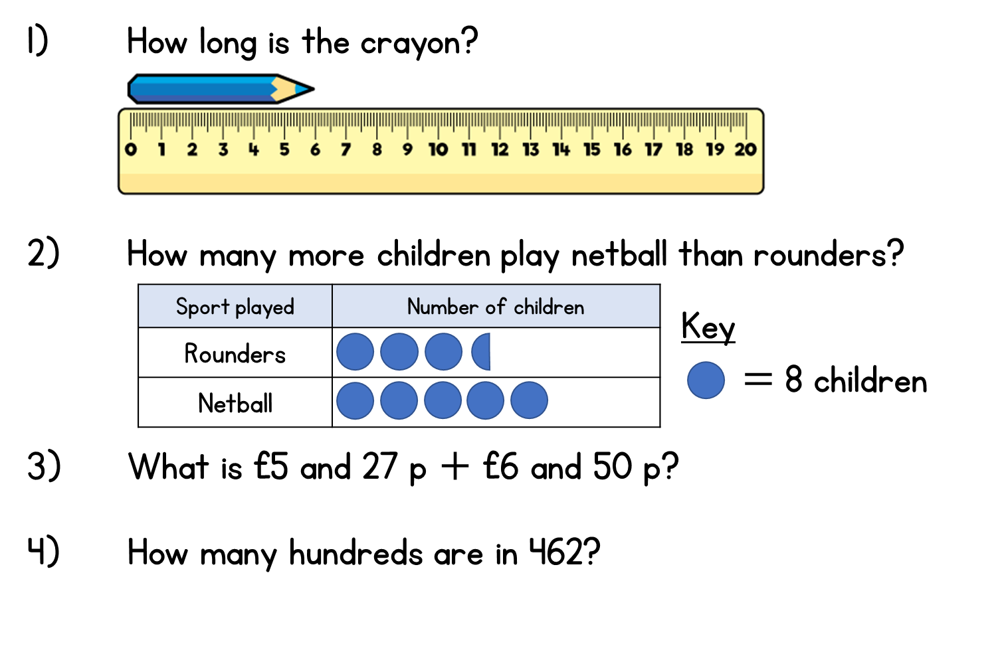 1) How long is the crayon?
0 1 2 3 4 5 6 7 8 9 10 11 12 13 14 15 16 17 18 19 20
2) How many more children play netball than rounders?
Sport played Number of children
Rounders
Netball
Key
= 8 children
3) What is £5 and 27 p + £6 and 50 p?
4) How many hundreds are in 462?